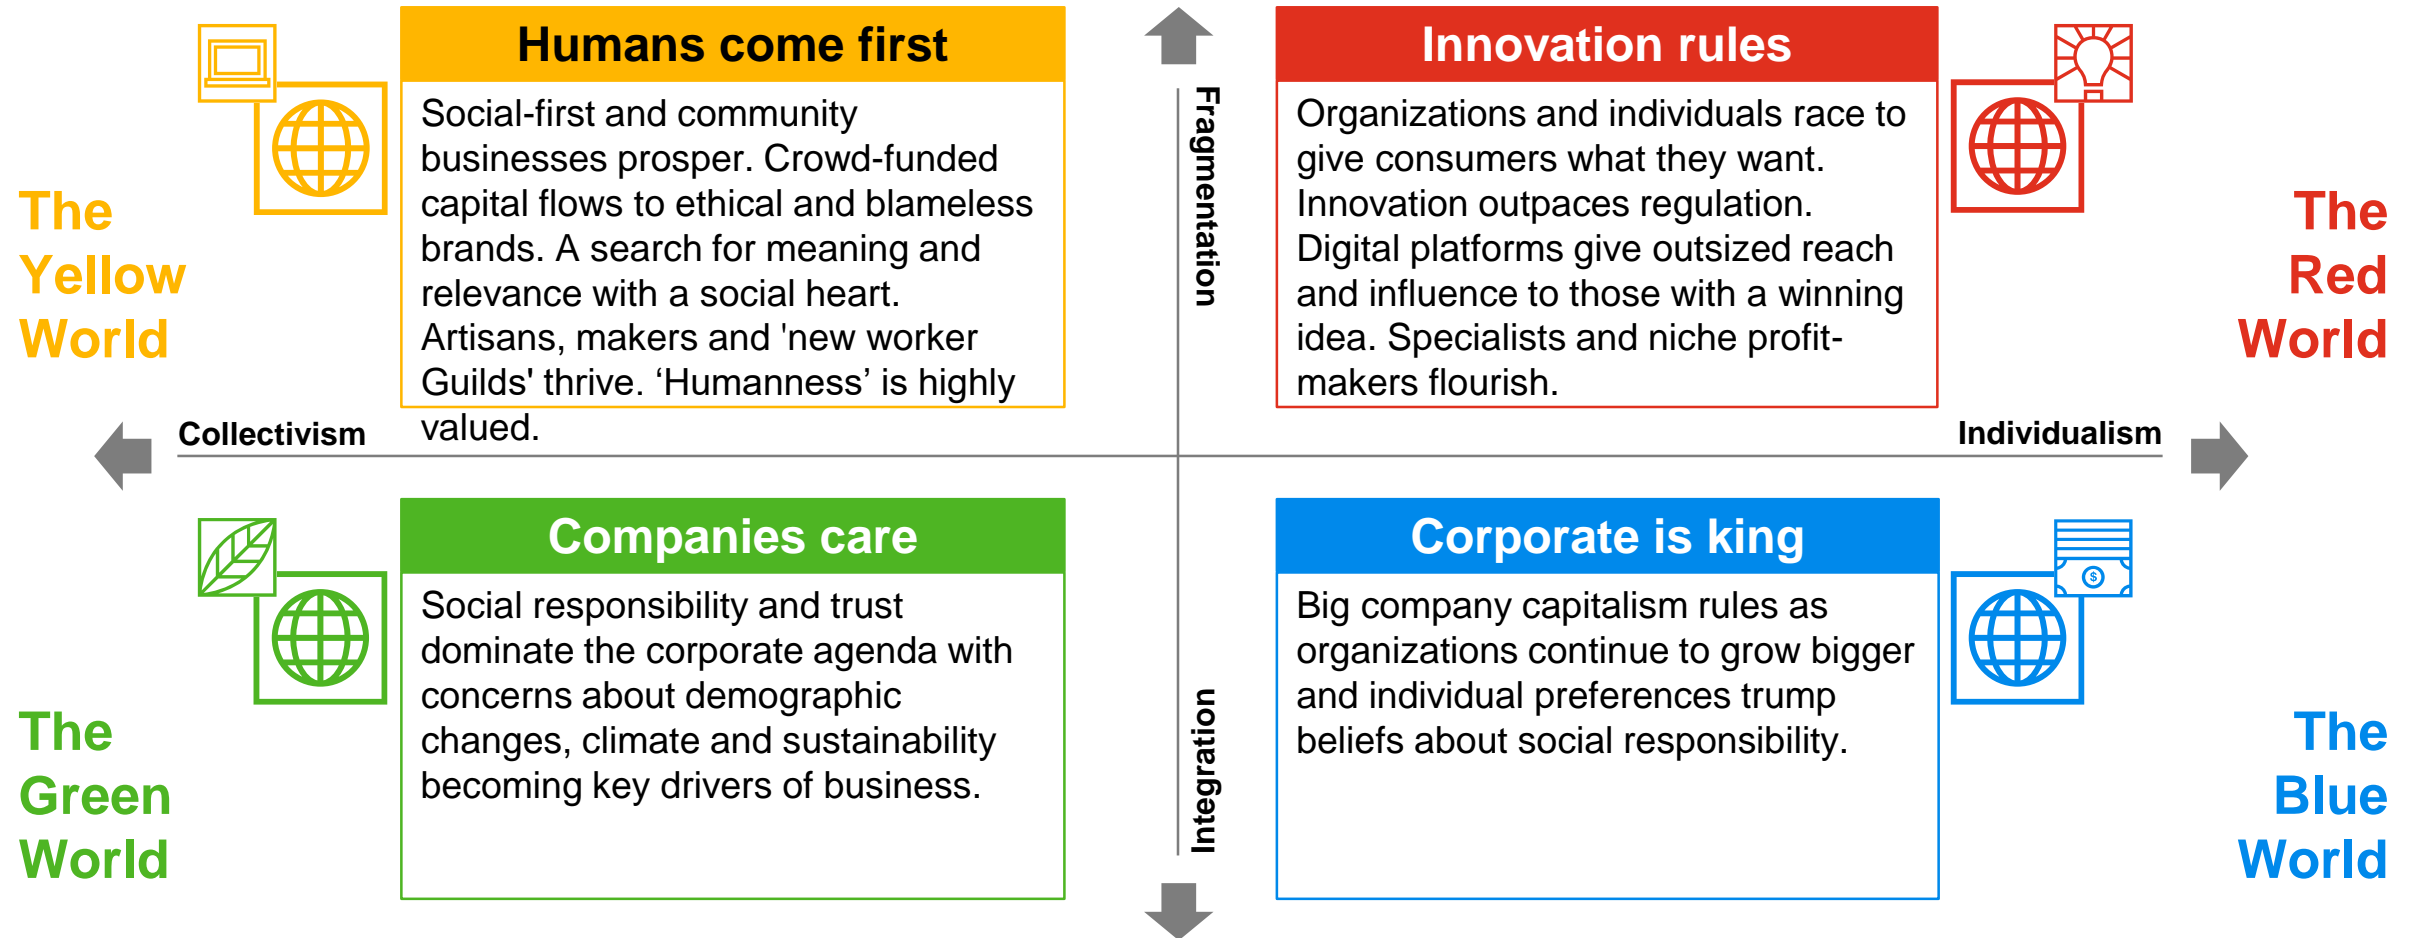 The
Yellow
World
Humans come first
Social-first and community
businesses prosper. Crowd-funded
capital flows to ethical and blameless
brands. A search for meaning and
relevance with a social heart.
Artisans, makers and 'new worker
Guilds' thrive. ‘Humanness’ is highly
valued.
Fragmentation
Innovation rules
Organizations and individuals race to
give consumers what they want.
Innovation outpaces regulation.
Digital platforms give outsized reach
and influence to those with a winning
idea. Specialists and niche profit-
makers flourish.
The
Red
World
Collectivism
Individualism
The
Green
World
Companies care
Social responsibility and trust
dominate the corporate agenda with
concerns about demographic
changes, climate and sustainability
becoming key drivers of business.
Integration
Corporate is king
Big company capitalism rules as
organizations continue to grow bigger
and individual preferences trump
beliefs about social responsibility.
$
The
Blue
World